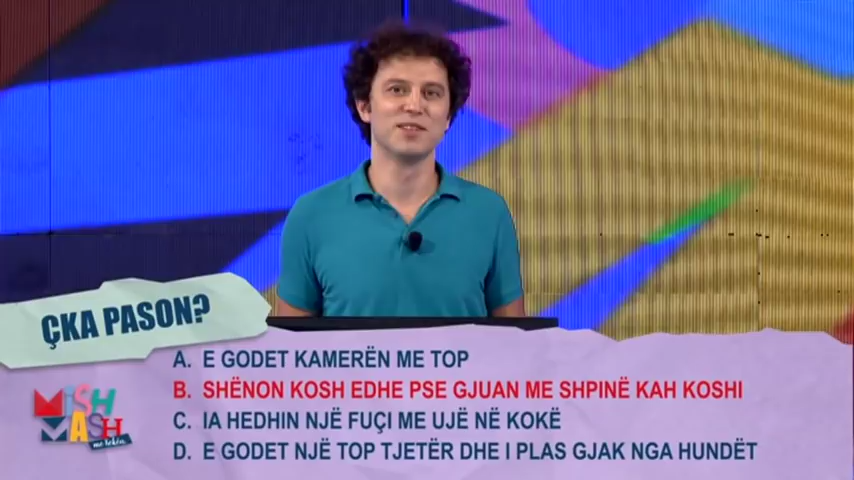 ÇKA PASON?
A. E GODET KAMERËN ME TOP
B. SHËNON KOSH EDHE PSE GJUAN ME SHPINË KAH KOSHI
C. IA HEDHIN NJË FUÇI ME UJË NË KOKË
D. E GODET NJË TOP TJETËR DHE I PLAS GJAK NGA HUNDËT
MiSH
MASH